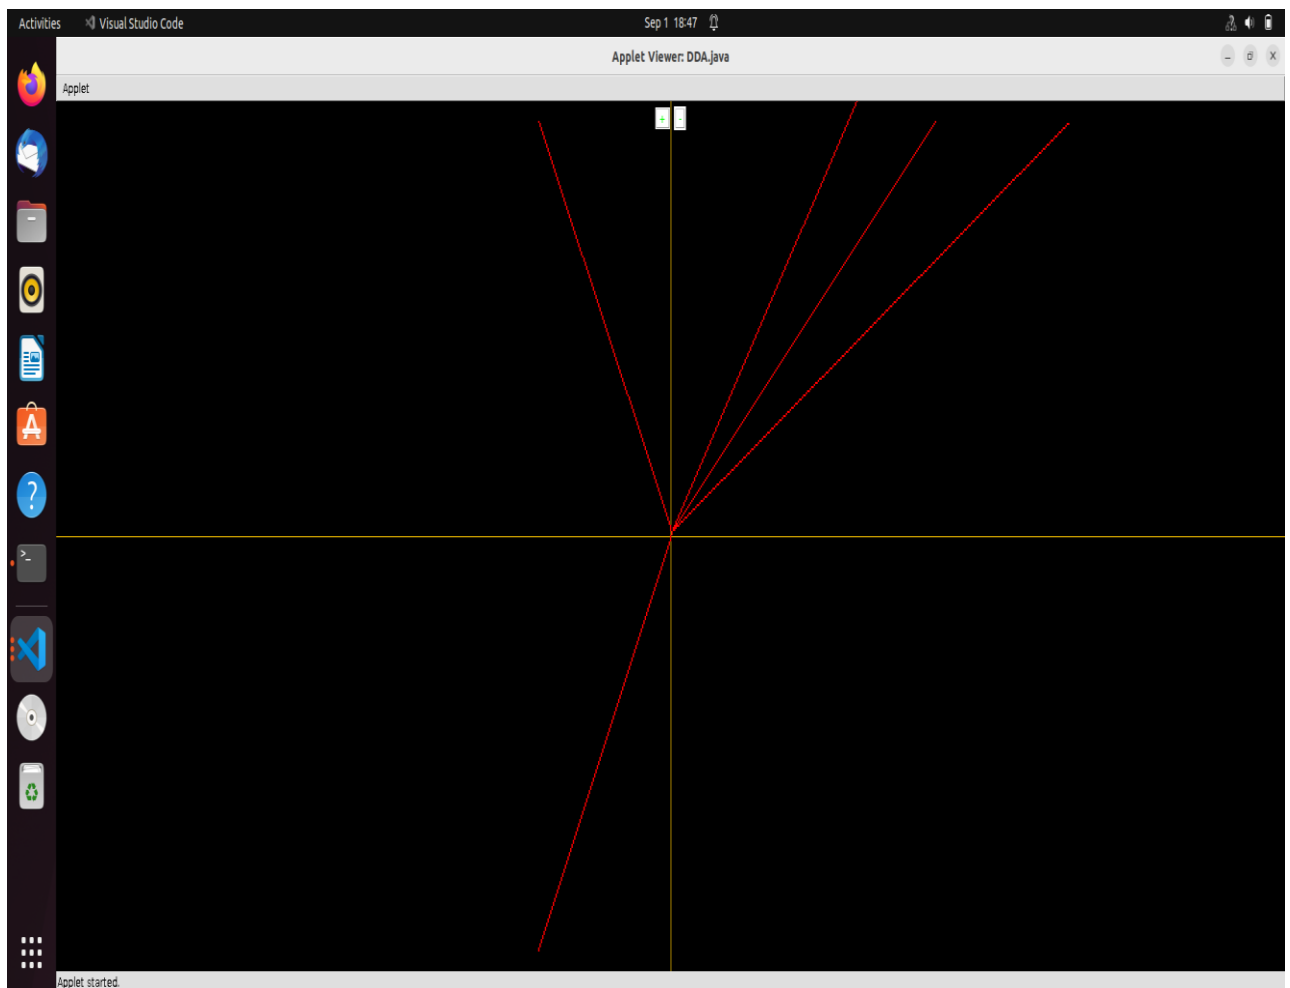 Activities Visual Studio Code Sep 1 18:47
Applet Viewer: DDA.java
Applet
+ -
Applet started.